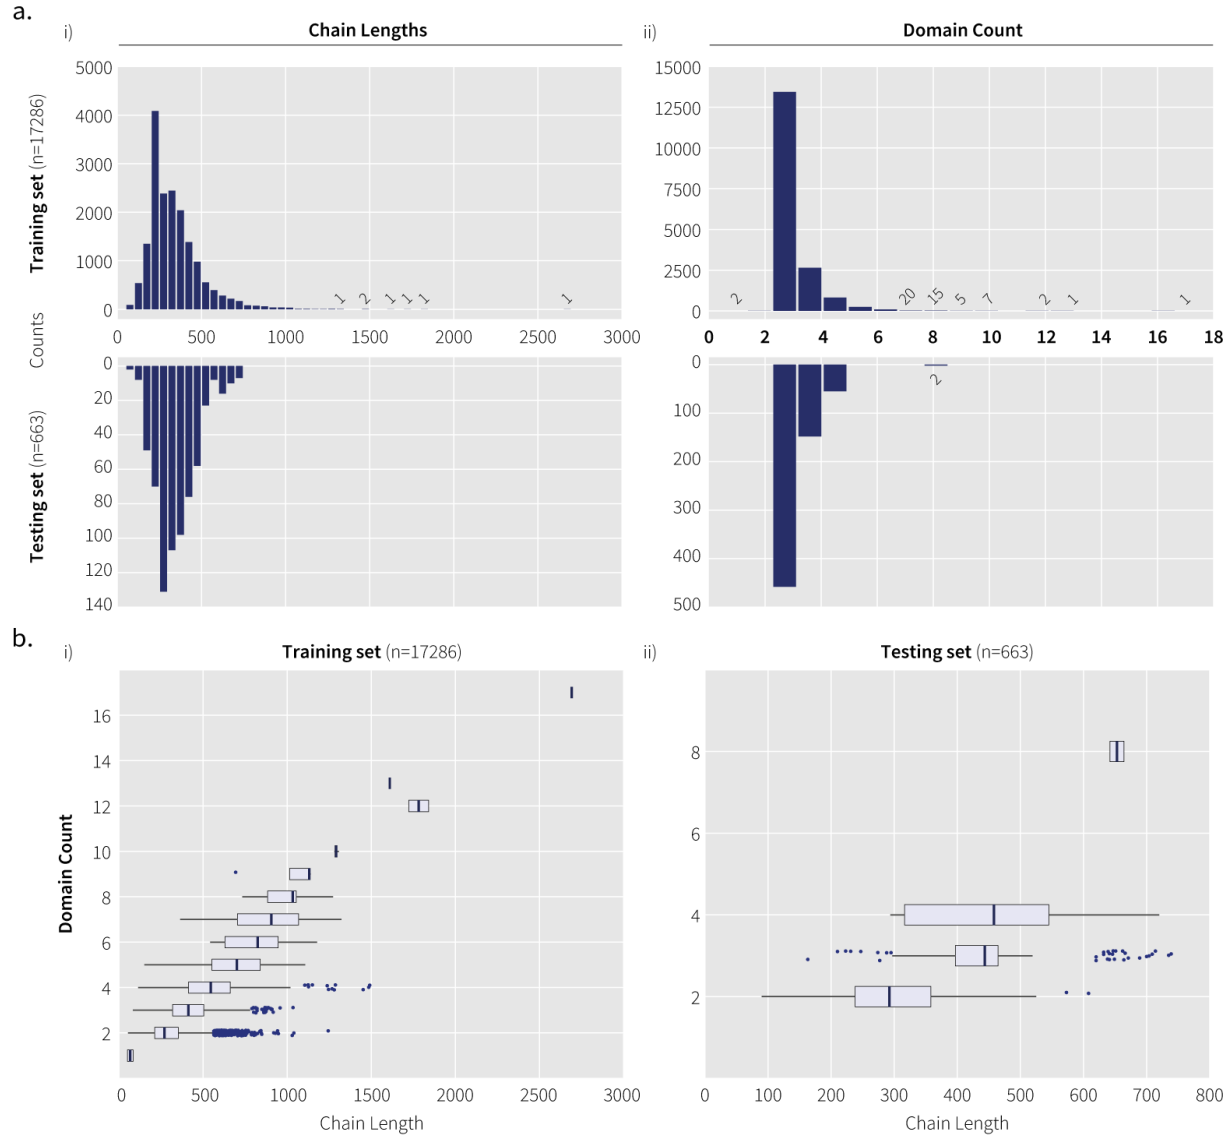 a.
i) Chain Lengths
ii) Domain Count
Training set (n=17286)
Counts
Testing set (n=663)
5000
4000
3000
2000
1000
0
1 2 1 1 1 1
0 500 1000 1500 2000 2500 3000
0
20
40
60
80
100
120
140
15000
12500
10000
7500
5000
2500
0
2 20 15 5 7 2 1 1
0 2 4 6 8 10 12 14 16 18
0
100
200
300
400
500
2
b.
i) Training set (n=17286)
Domain Count
16
14
12
10
8
6
4
2
0 500 1000 1500 2000 2500 3000
Chain Length
ii) Testing set (n=663)
8
6
4
2
0 100 200 300 400 500 600 700 800
Chain Length